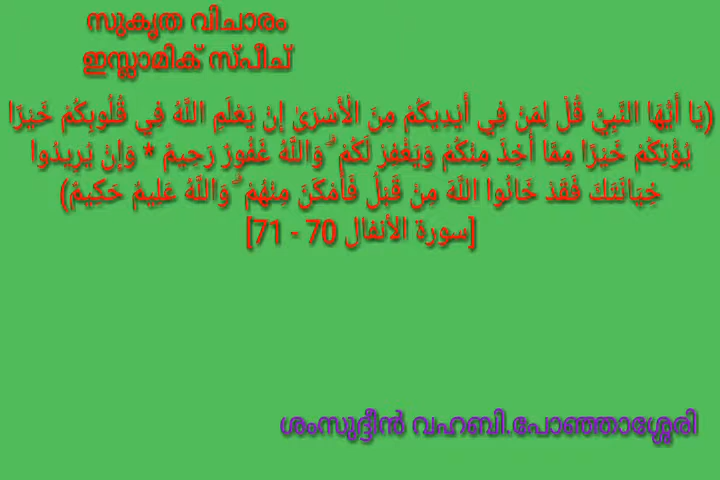 സുകൃത വിചാരം
ഇസ്ലാമിക് സ്പീച്
(يَا أَيُّهَا النَّبِيُّ قُلْ لِمَنْ فِي أَيْدِيكُمْ مِنَ الْأَسْرَىٰ إِنْ يَعْلَمِ اللَّهُ فِي قُلُوبِكُمْ خَيْرًا
يُؤْتِكُمْ خَيْرًا مِمَّا أُخِذَ مِنْكُمْ وَيَغْفِرْ لَكُمْ ۗ وَاللَّهُ غَفُورٌ رَحِيمٌ * وَإِنْ يُرِيدُوا
خِيَانَتَكَ فَقَدْ خَانُوا اللَّهَ مِنْ قَبْلُ فَأَمْكَنَ مِنْهُمْ ۗ وَاللَّهُ عَلِيمٌ حَكِيمٌ)
[سورة الأنفال 70 - 71]
ശംസുദ്ദീൻ വഹബി.പോഞ്ഞാശ്ശേരി